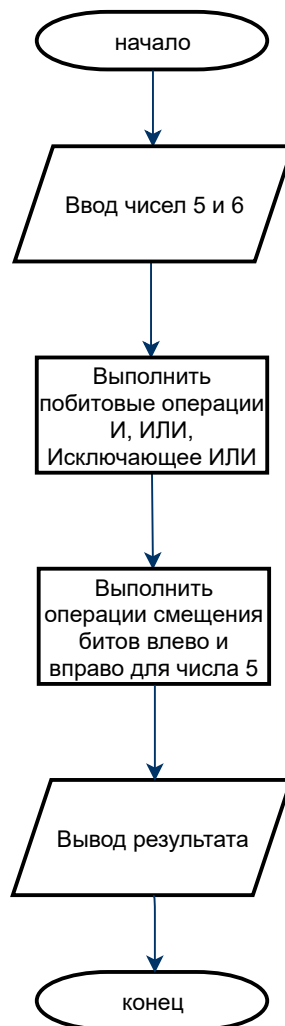 начало
Ввод чисел 5 и 6
Выполнить
побитовые операции
И, ИЛИ,
Исключающее ИЛИ
Выполнить
операции смещения
битов влево и
вправо для числа 5
Вывод результата
конец